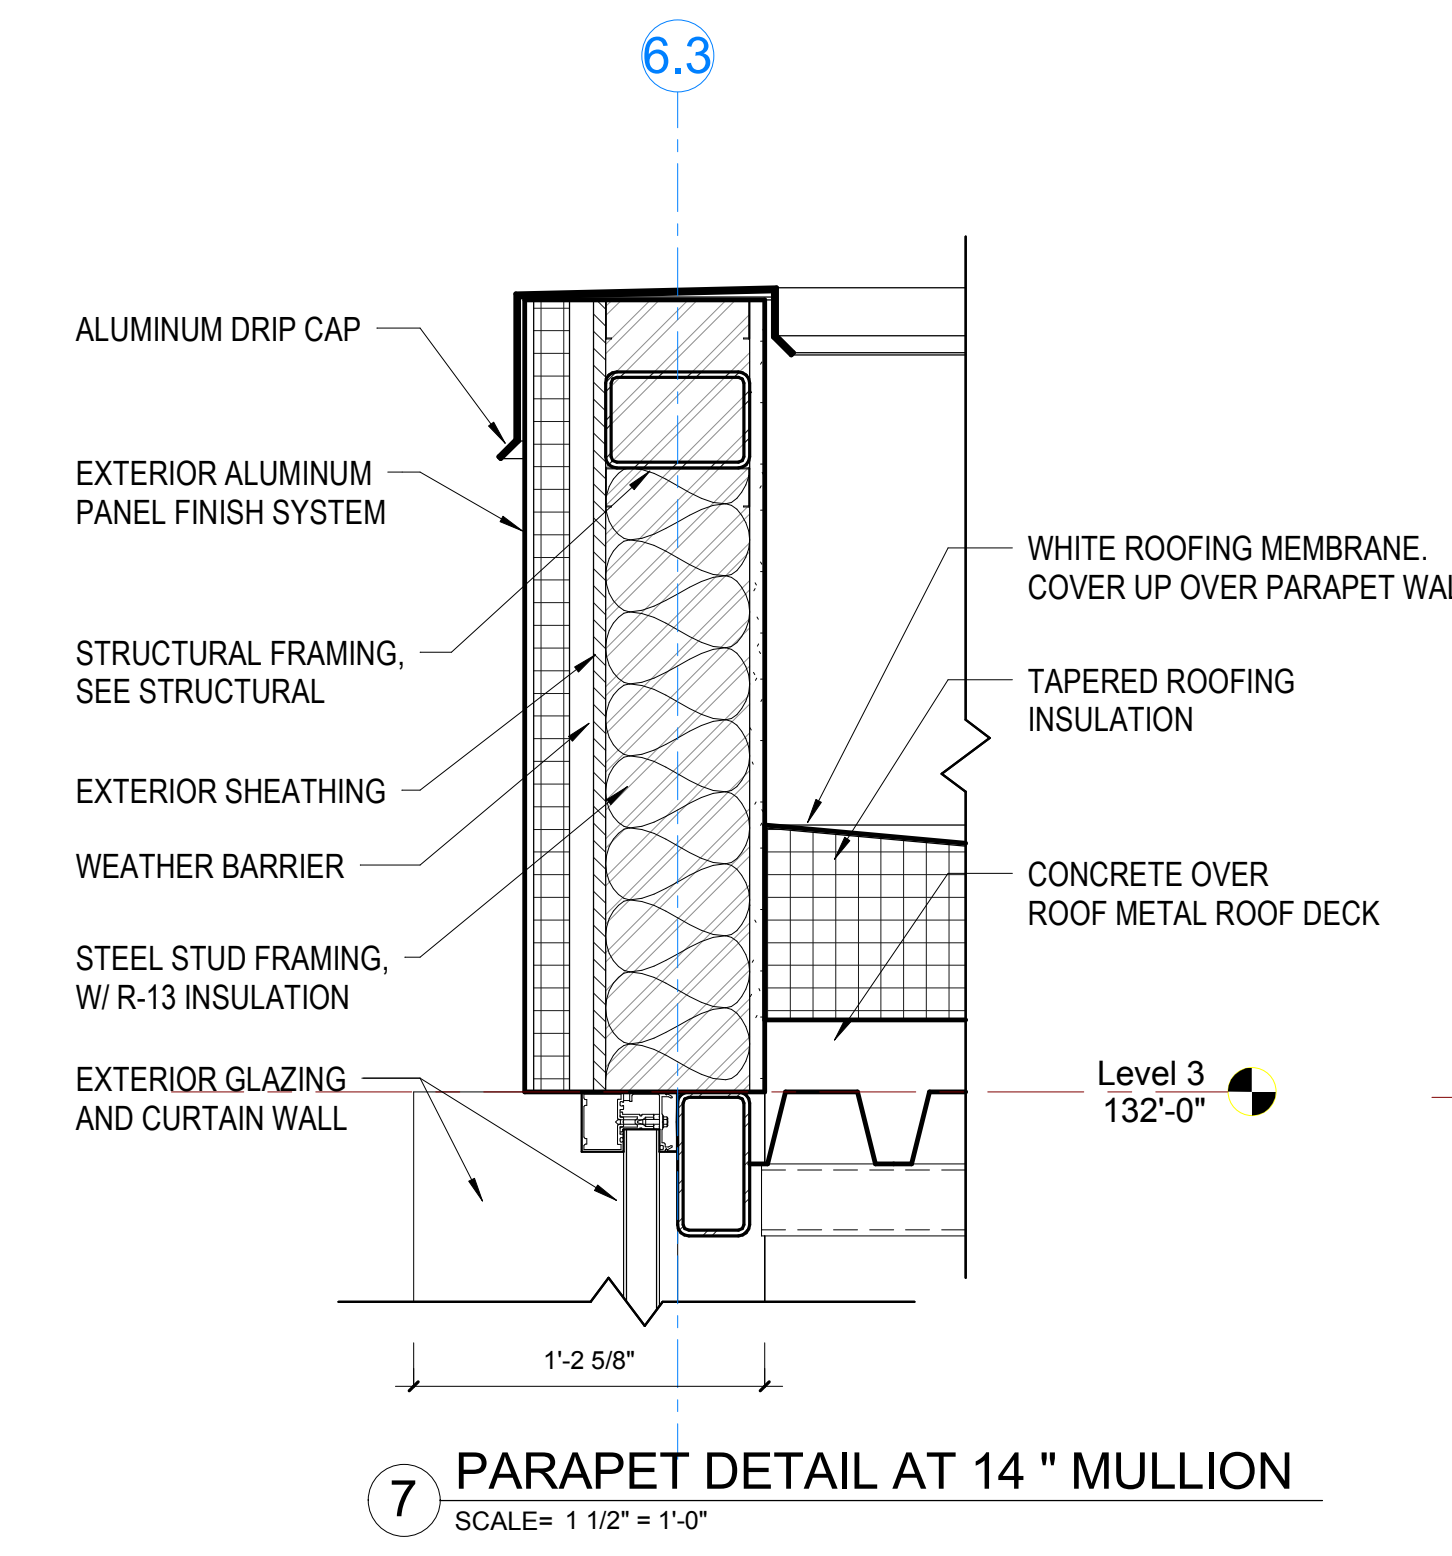 6.3
ALUMINUM DRIP CAP
EXTERIOR ALUMINUM
PANEL FINISH SYSTEM
STRUCTURAL FRAMING,
SEE STRUCTURAL
EXTERIOR SHEATHING
WEATHER BARRIER
STEEL STUD FRAMING,
W/ R-13 INSULATION
EXTERIOR GLAZING
AND CURTAIN WALL
WHITE ROOFING MEMBRANE.
COVER UP OVER PARAPET
TAPERED ROOFING
INSULATION
CONCRETE OVER
ROOF METAL ROOF DECK
Level 3
132'-0"
1'-2 5/8"
7
PARAPET DETAIL AT 14 " MULLION
SCALE= 1 1/2" = 1'-0"